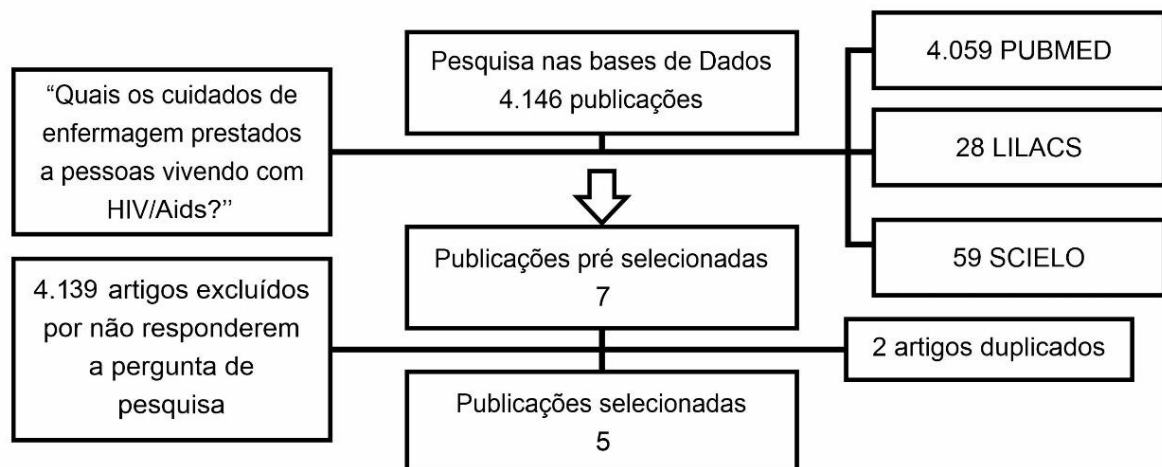 “Quais os cuidados de
enfermagem prestados
a pessoas vivendo com
HIV/Aids?’’
Pesquisa nas bases de Dados
4.146 publicações
4.059 PUBMED
28 LILACS
59 SCIELO
Publicações pré selecionadas
7
4.139 artigos excluídos
por não responderem
a pergunta de
pesquisa
2 artigos duplicados
Publicações selecionadas
5